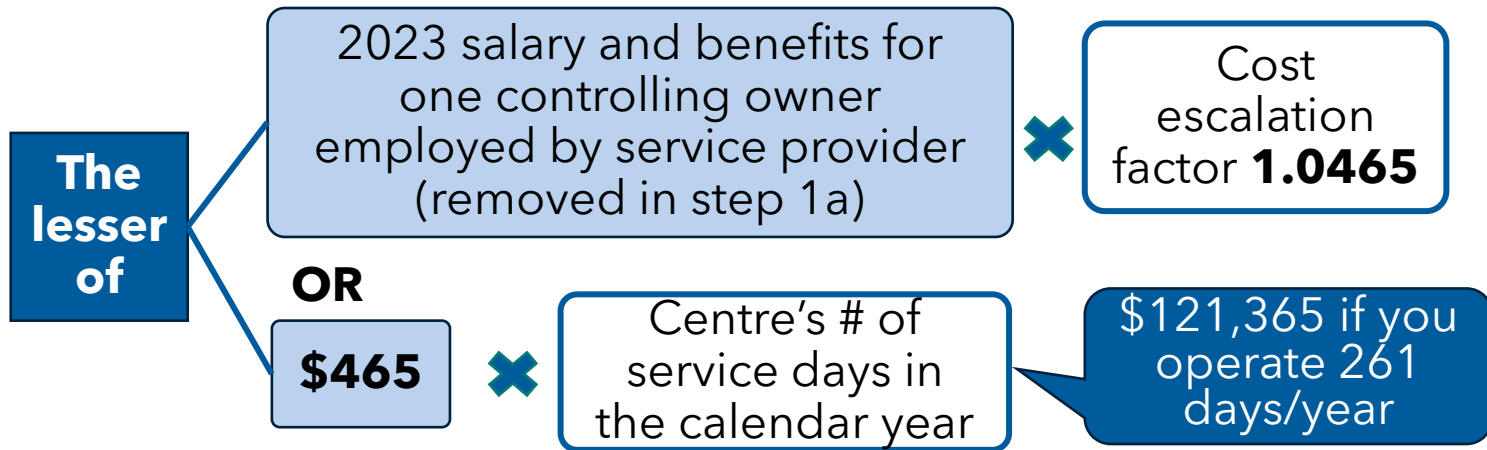 The
lesser
of
2023 salary and benefits for
one controlling owner
employed by service provider
(removed in step 1a)
Cost
escalation
factor 1.0465
OR
$465
Centre's # of
service days in
the calendar year
$121,365 if you
operate 261
days/year